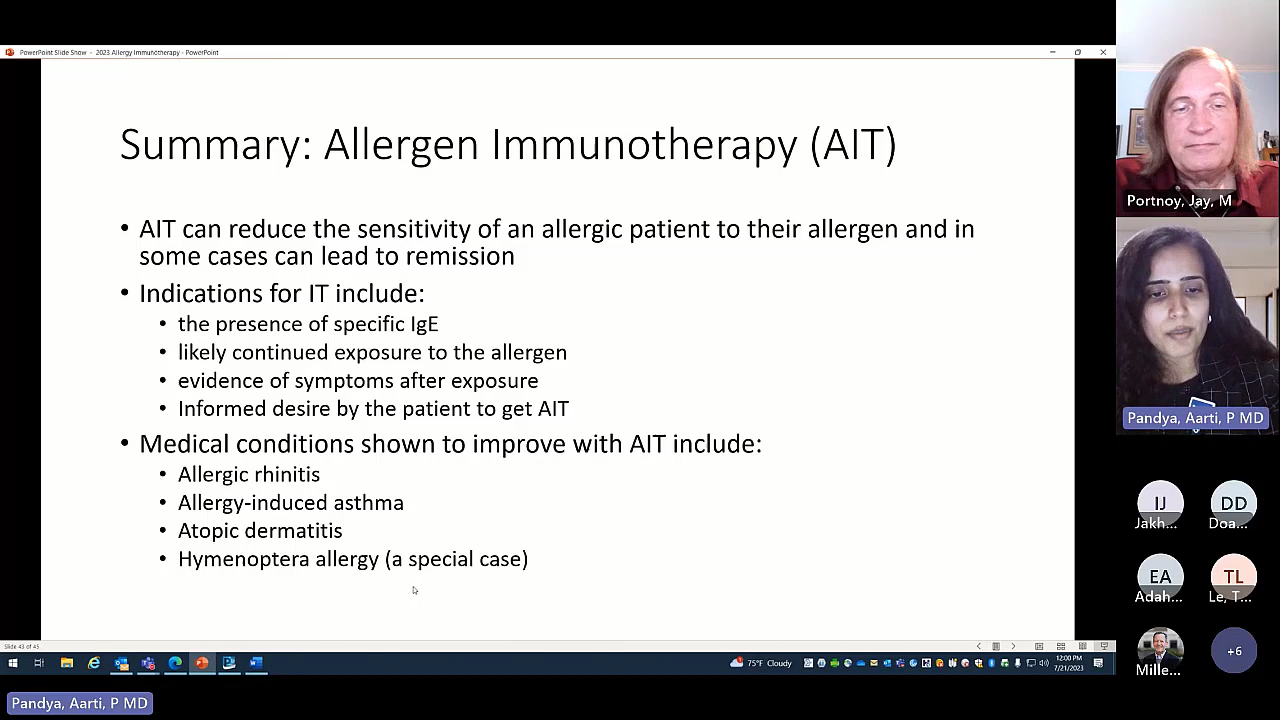 PowerPoint Slide Show - 2023 Allergy Immunotherapy - PowerPoint
Summary: Allergen Immunotherapy (AIT)
• AIT can reduce the sensitivity of an allergic patient to their allergen and in
some cases can lead to remission
• Indications for IT include:
• the presence of specific IgE
• likely continued exposure to the allergen
• evidence of symptoms after exposure
• Informed desire by the patient to get AIT
• Medical conditions shown to improve with AIT include:
• Allergic rhinitis
• Allergy-induced asthma
• Atopic dermatitis
• Hymenoptera allergy (a special case)
Slide 43 of 45
75°F Cloudy
12:00 PM
7/21/2023
Pandya, Aarti, P MD
Portnoy, Jay, M
Pandya, Aarti, P MD
IJ
Jakh...
DD
Doa...
EA
Adah...
TL
Le, T...
Mille...
+6